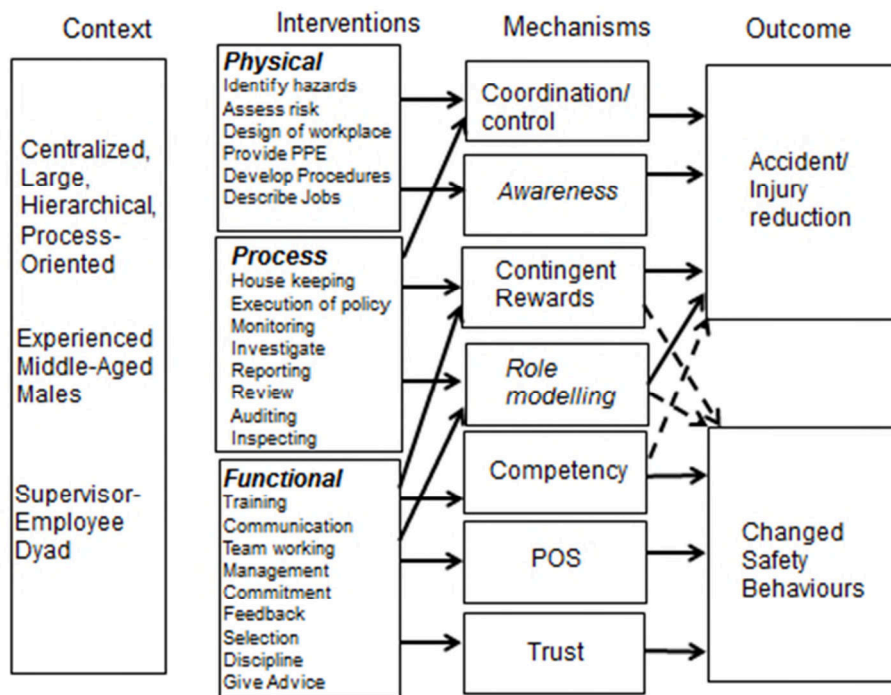 Context
Interventions
Mechanisms
Outcome
Centralized,
Large,
Hierarchical,
Process-
Oriented
Experienced
Middle-Aged
Males
Supervisor-
Employee
Dyad
Physical
Identify hazards
Assess risk
Design of workplace
Provide PPE
Develop Procedures
Describe Jobs
Process
House keeping
Execution of policy
Monitoring
Investigate
Reporting
Review
Auditing
Inspecting
Functional
Training
Communication
Team working
Management
Commitment
Feedback
Selection
Discipline
Give Advice
Coordination/
control
Awareness
Contingent
Rewards
Role
modelling
Competency
POS
Trust
Accident/
Injury
reduction
Changed
Safety
Behaviours